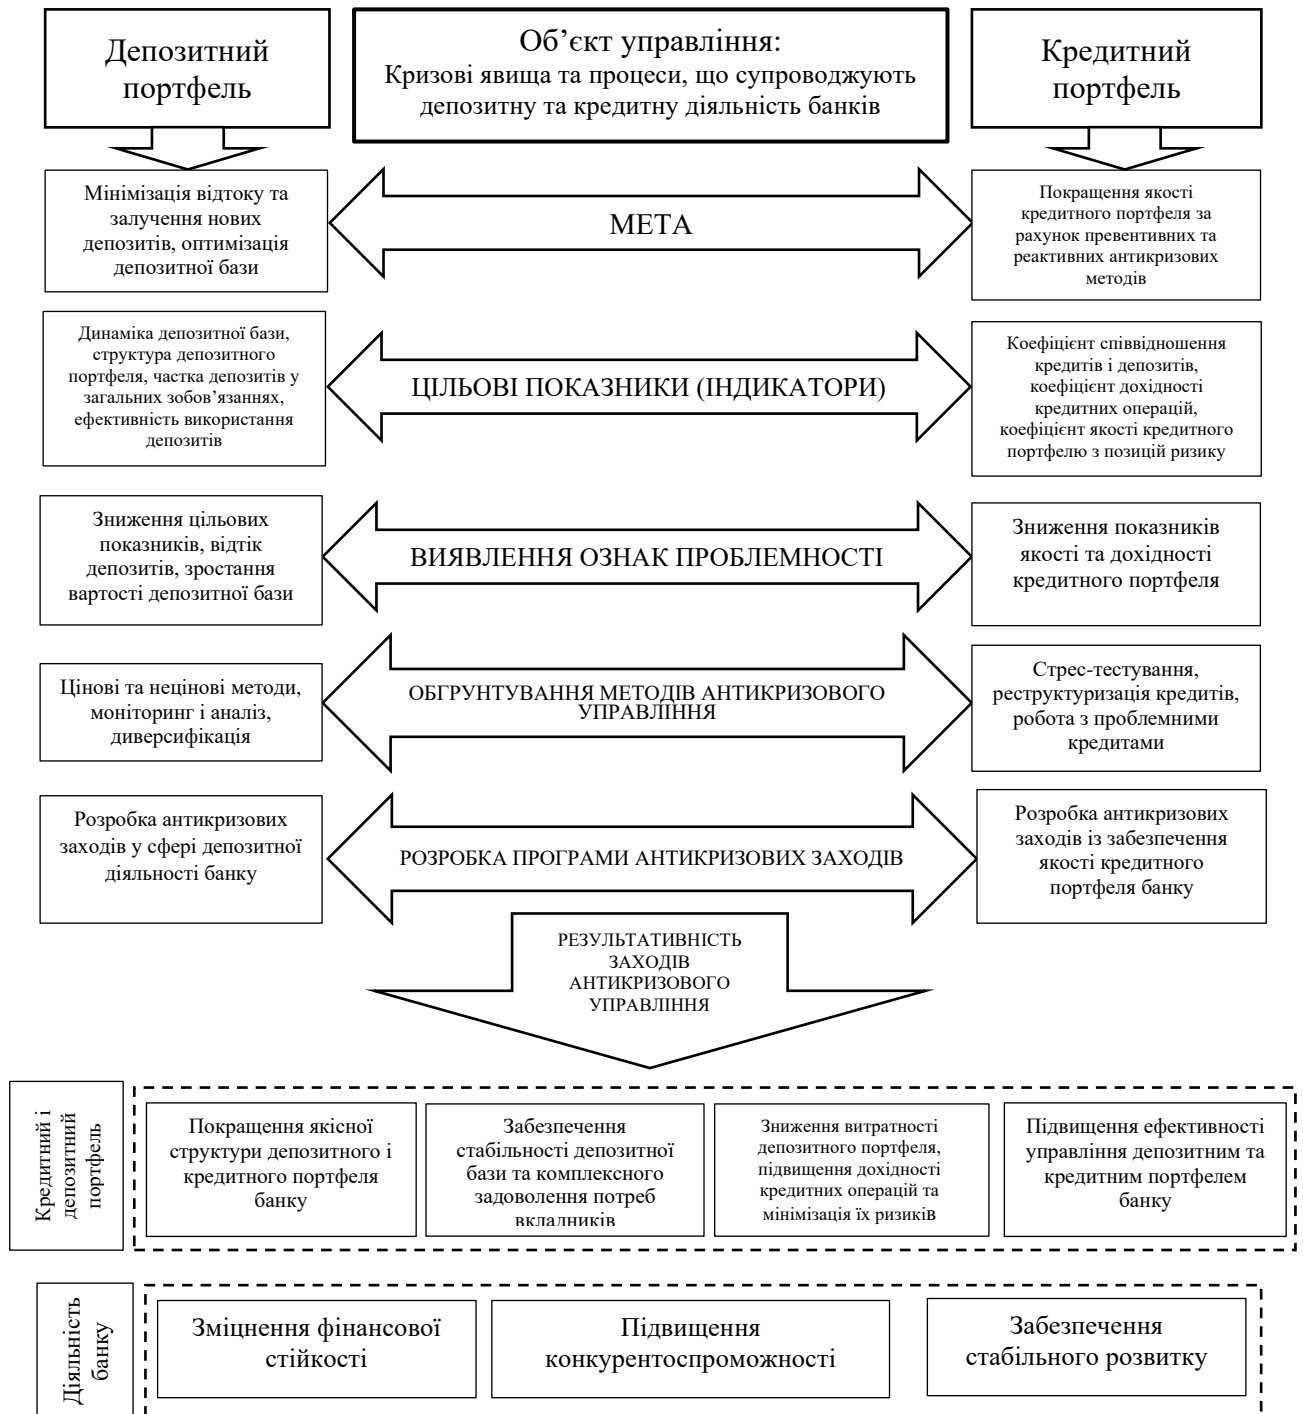 Депозитний
портфель
Об’єкт управління:
Кризові явища та процеси, що супроводжують
депозитну та кредитну діяльність банків
Кредитний
портфель
Мінімізація відтоку та
залучення нових
депозитів, оптимізація
депозитної бази
МЕТА
Покращення якості
кредитного портфеля за
рахунок превентивних та
реактивних антикризових
методів
Динаміка депозитної бази,
структура депозитного
портфеля, частка депозитів у
загальних зобов’язаннях,
ефективність використання
депозитів
ЦІЛЬОВІ ПОКАЗНИКИ (ІНДИКАТОРИ)
Коефіцієнт співвідношення
кредитів і депозитів,
коефіцієнт дохідності
кредитних операцій,
коефіцієнт якості кредитного
портфелю з позицій ризику
Зниження цільових
показників, відтік
депозитів, зростання
вартості депозитної бази
ВИЯВЛЕННЯ ОЗНАК ПРОБЛЕМНОСТІ
Зниження показників
якості та дохідності
кредитного портфеля
Цінові та нецінові методи,
моніторинг і аналіз,
диверсифікація
ОБГРУНТУВАННЯ МЕТОДІВ АНТИКРИЗОВОГО
УПРАВЛІННЯ
Стрес-тестування,
реструктуризація кредитів,
робота з проблемними
кредитами
Розробка антикризових
заходів у сфері депозитної
діяльності банку
РОЗРОБКА ПРОГРАМИ АНТИКРИЗОВИХ ЗАХОДІВ
Розробка антикризових
заходів із забезпечення
якості кредитного
портфеля банку
РЕЗУЛЬТАТИВНІСТЬ
ЗАХОДІВ
АНТИКРИЗОВОГО
УПРАВЛІННЯ
Кредитний і
депозитний
портфель
Покращення якісної
структури депозитного і
кредитного портфеля
банку
Забезпечення
стабільності депозитної
бази та комплексного
задоволення потреб
вкладників
Зниження витратності
депозитного портфеля,
підвищення дохідності
кредитних операцій та
мінімізація їх ризиків
Підвищення ефективності
управління депозитним та
кредитним портфелем
банку
Діяльність
банку
Зміцнення фінансової
стійкості
Підвищення
конкурентоспроможності
Забезпечення
стабільного розвитку